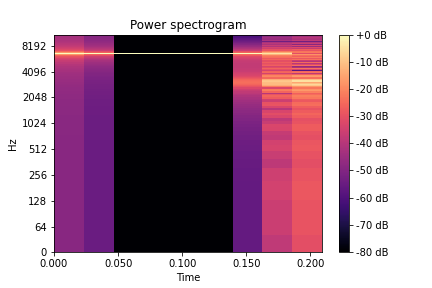 Power spectrogram
8192
4096
2048
1024
512
256
128
64
0
Hz
0.000
0.050
0.100
0.150
0.200
Time
+0 dB
-10 dB
-20 dB
-30 dB
-40 dB
-50 dB
-60 dB
-70 dB
-80 dB